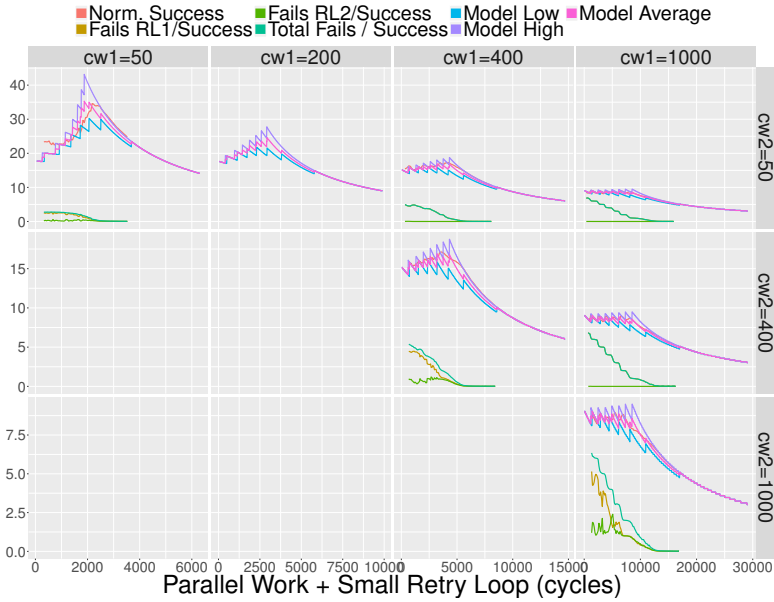 Norm. Success Fails RL2/Success Model Low Model Average
Fails RL1/Success Total Fails / Success Model High
cw1=50 cw1=200 cw1=400 cw1=1000
40
30
20
10
0
cw2=50
15
10
5
0
cw2=400
7.5
5.0
2.5
0.0
cw2=1000
0 2000 4000 6000 0 2500 5000 7500 10000 0 5000 10000 15000 0 10000 20000 30000
Parallel Work + Small Retry Loop (cycles)